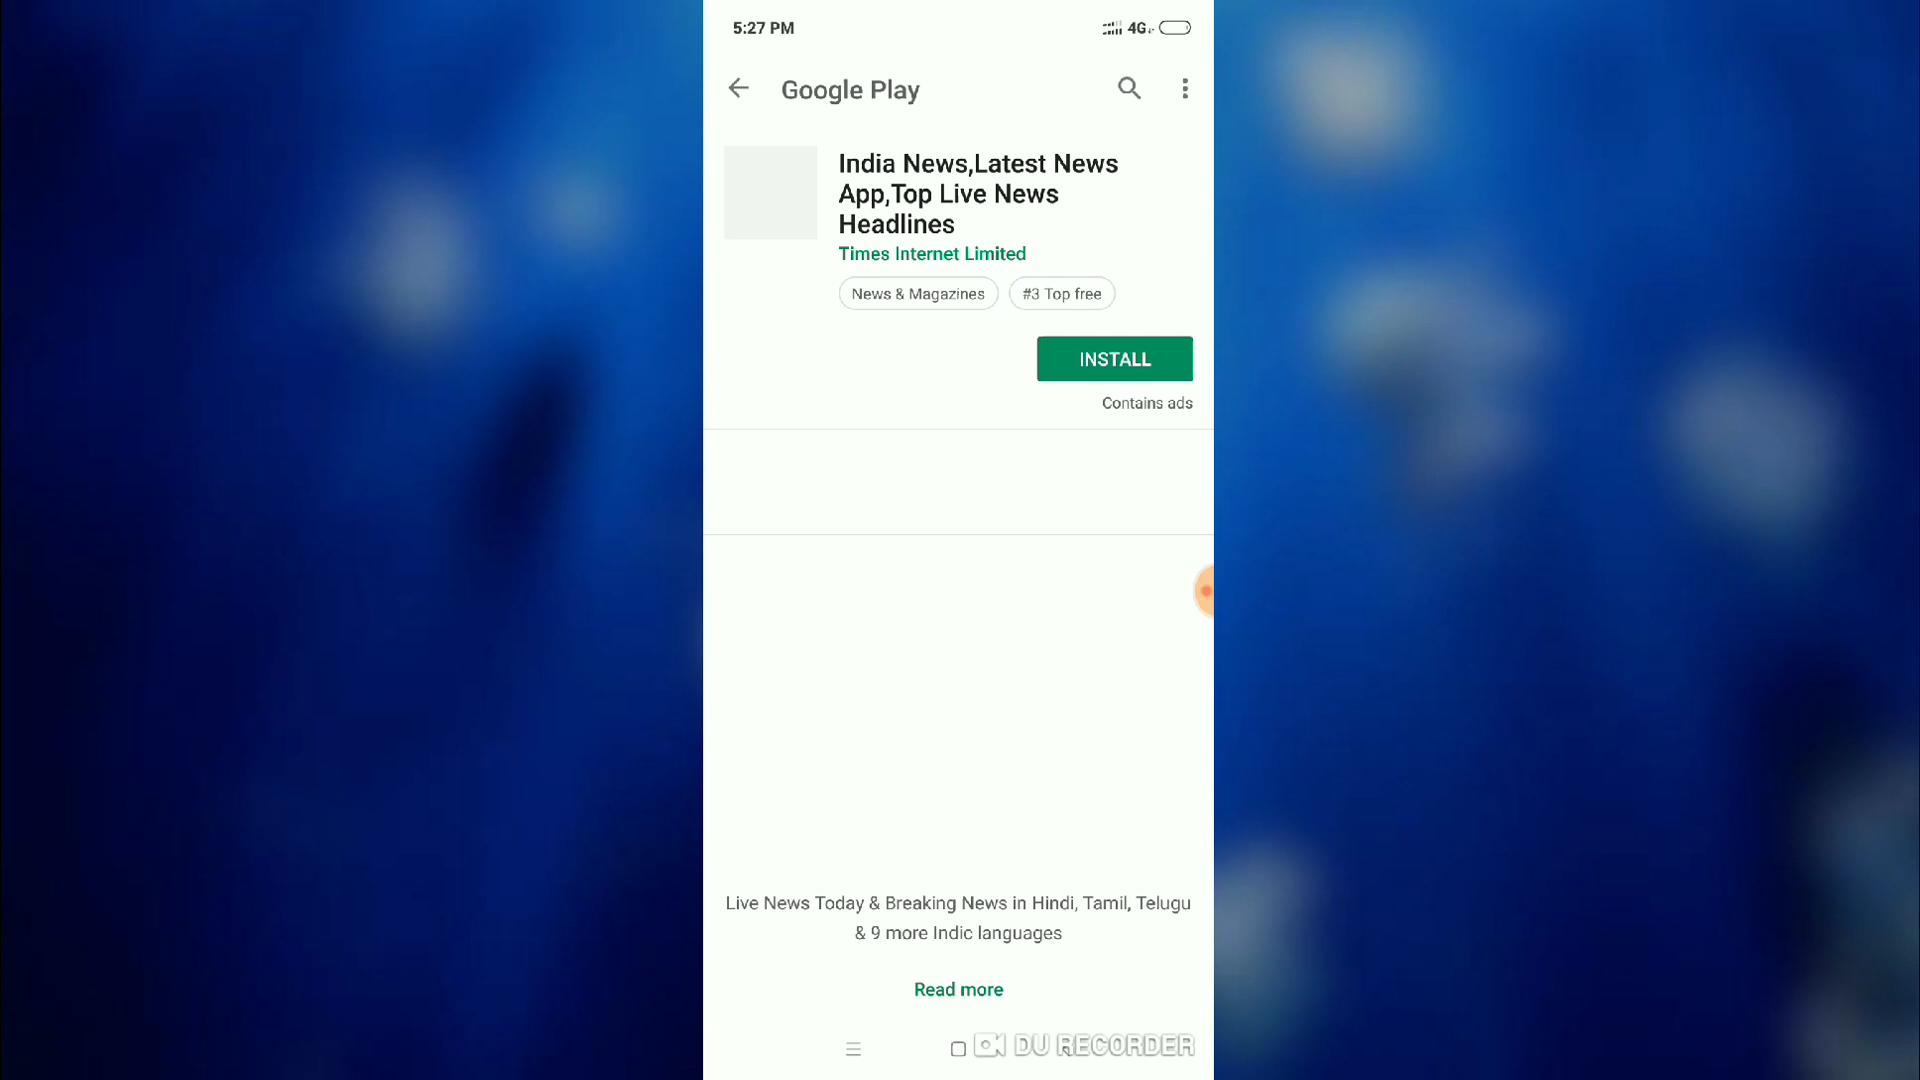 5:27 PM
4G
Google Play
India News,Latest News
App,Top Live News
Headlines
Times Internet Limited
News & Magazines
#3 Top free
INSTALL
Contains ads
Live News Today & Breaking News in Hindi, Tamil, Telugu
& 9 more Indic languages
Read more
DU RECORDER